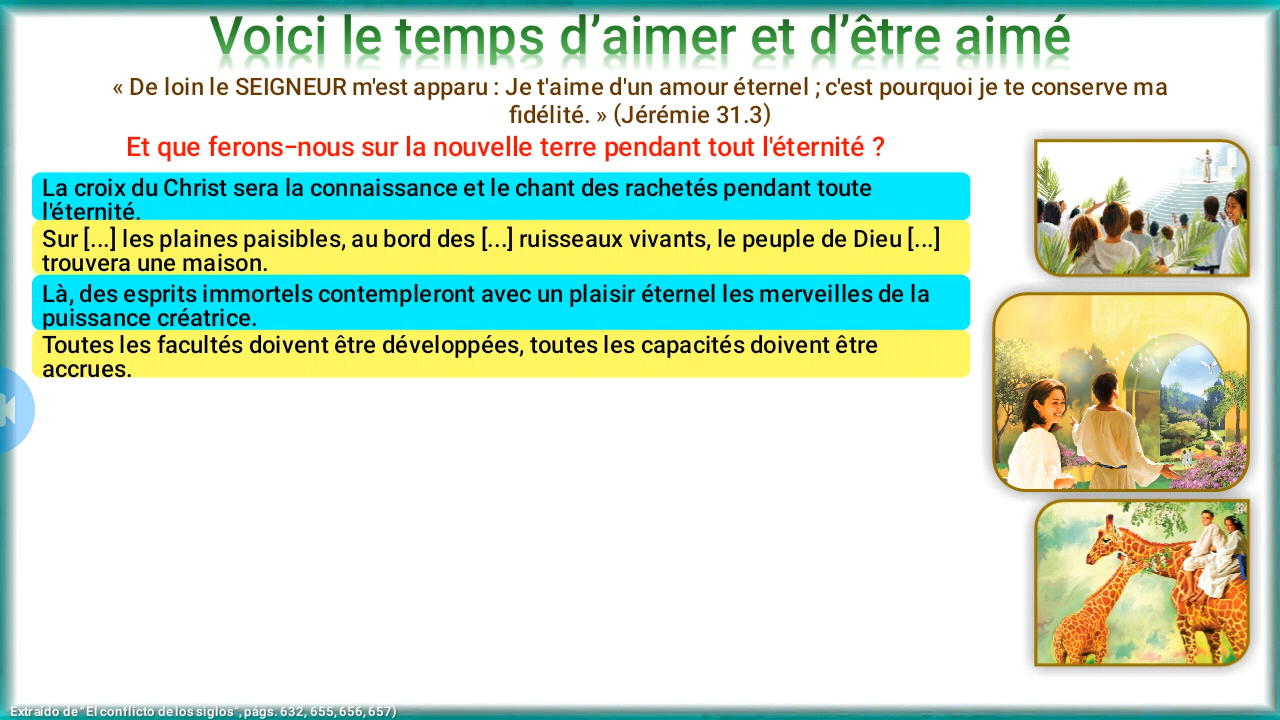 Voici le temps d’aimer et d’être aimé
« De loin le SEIGNEUR m'est apparu : Je t'aime d'un amour éternel ; c'est pourquoi je te conserve ma
fidélité. » (Jérémie 31.3)
Et que ferons-nous sur la nouvelle terre pendant tout l'éternité ?
La croix du Christ sera la connaissance et le chant des rachetés pendant toute
l'éternité.
Sur [...] les plaines paisibles, au bord des [...] ruisseaux vivants, le peuple de Dieu [...]
trouvera une maison.
Là, des esprits immortels contempleront avec un plaisir éternel les merveilles de la
puissance créatrice.
Toutes les facultés doivent être développées, toutes les capacités doivent être
accrues.
Extraído de “El conflicto de los siglos”, págs. 632, 655, 656, 657)